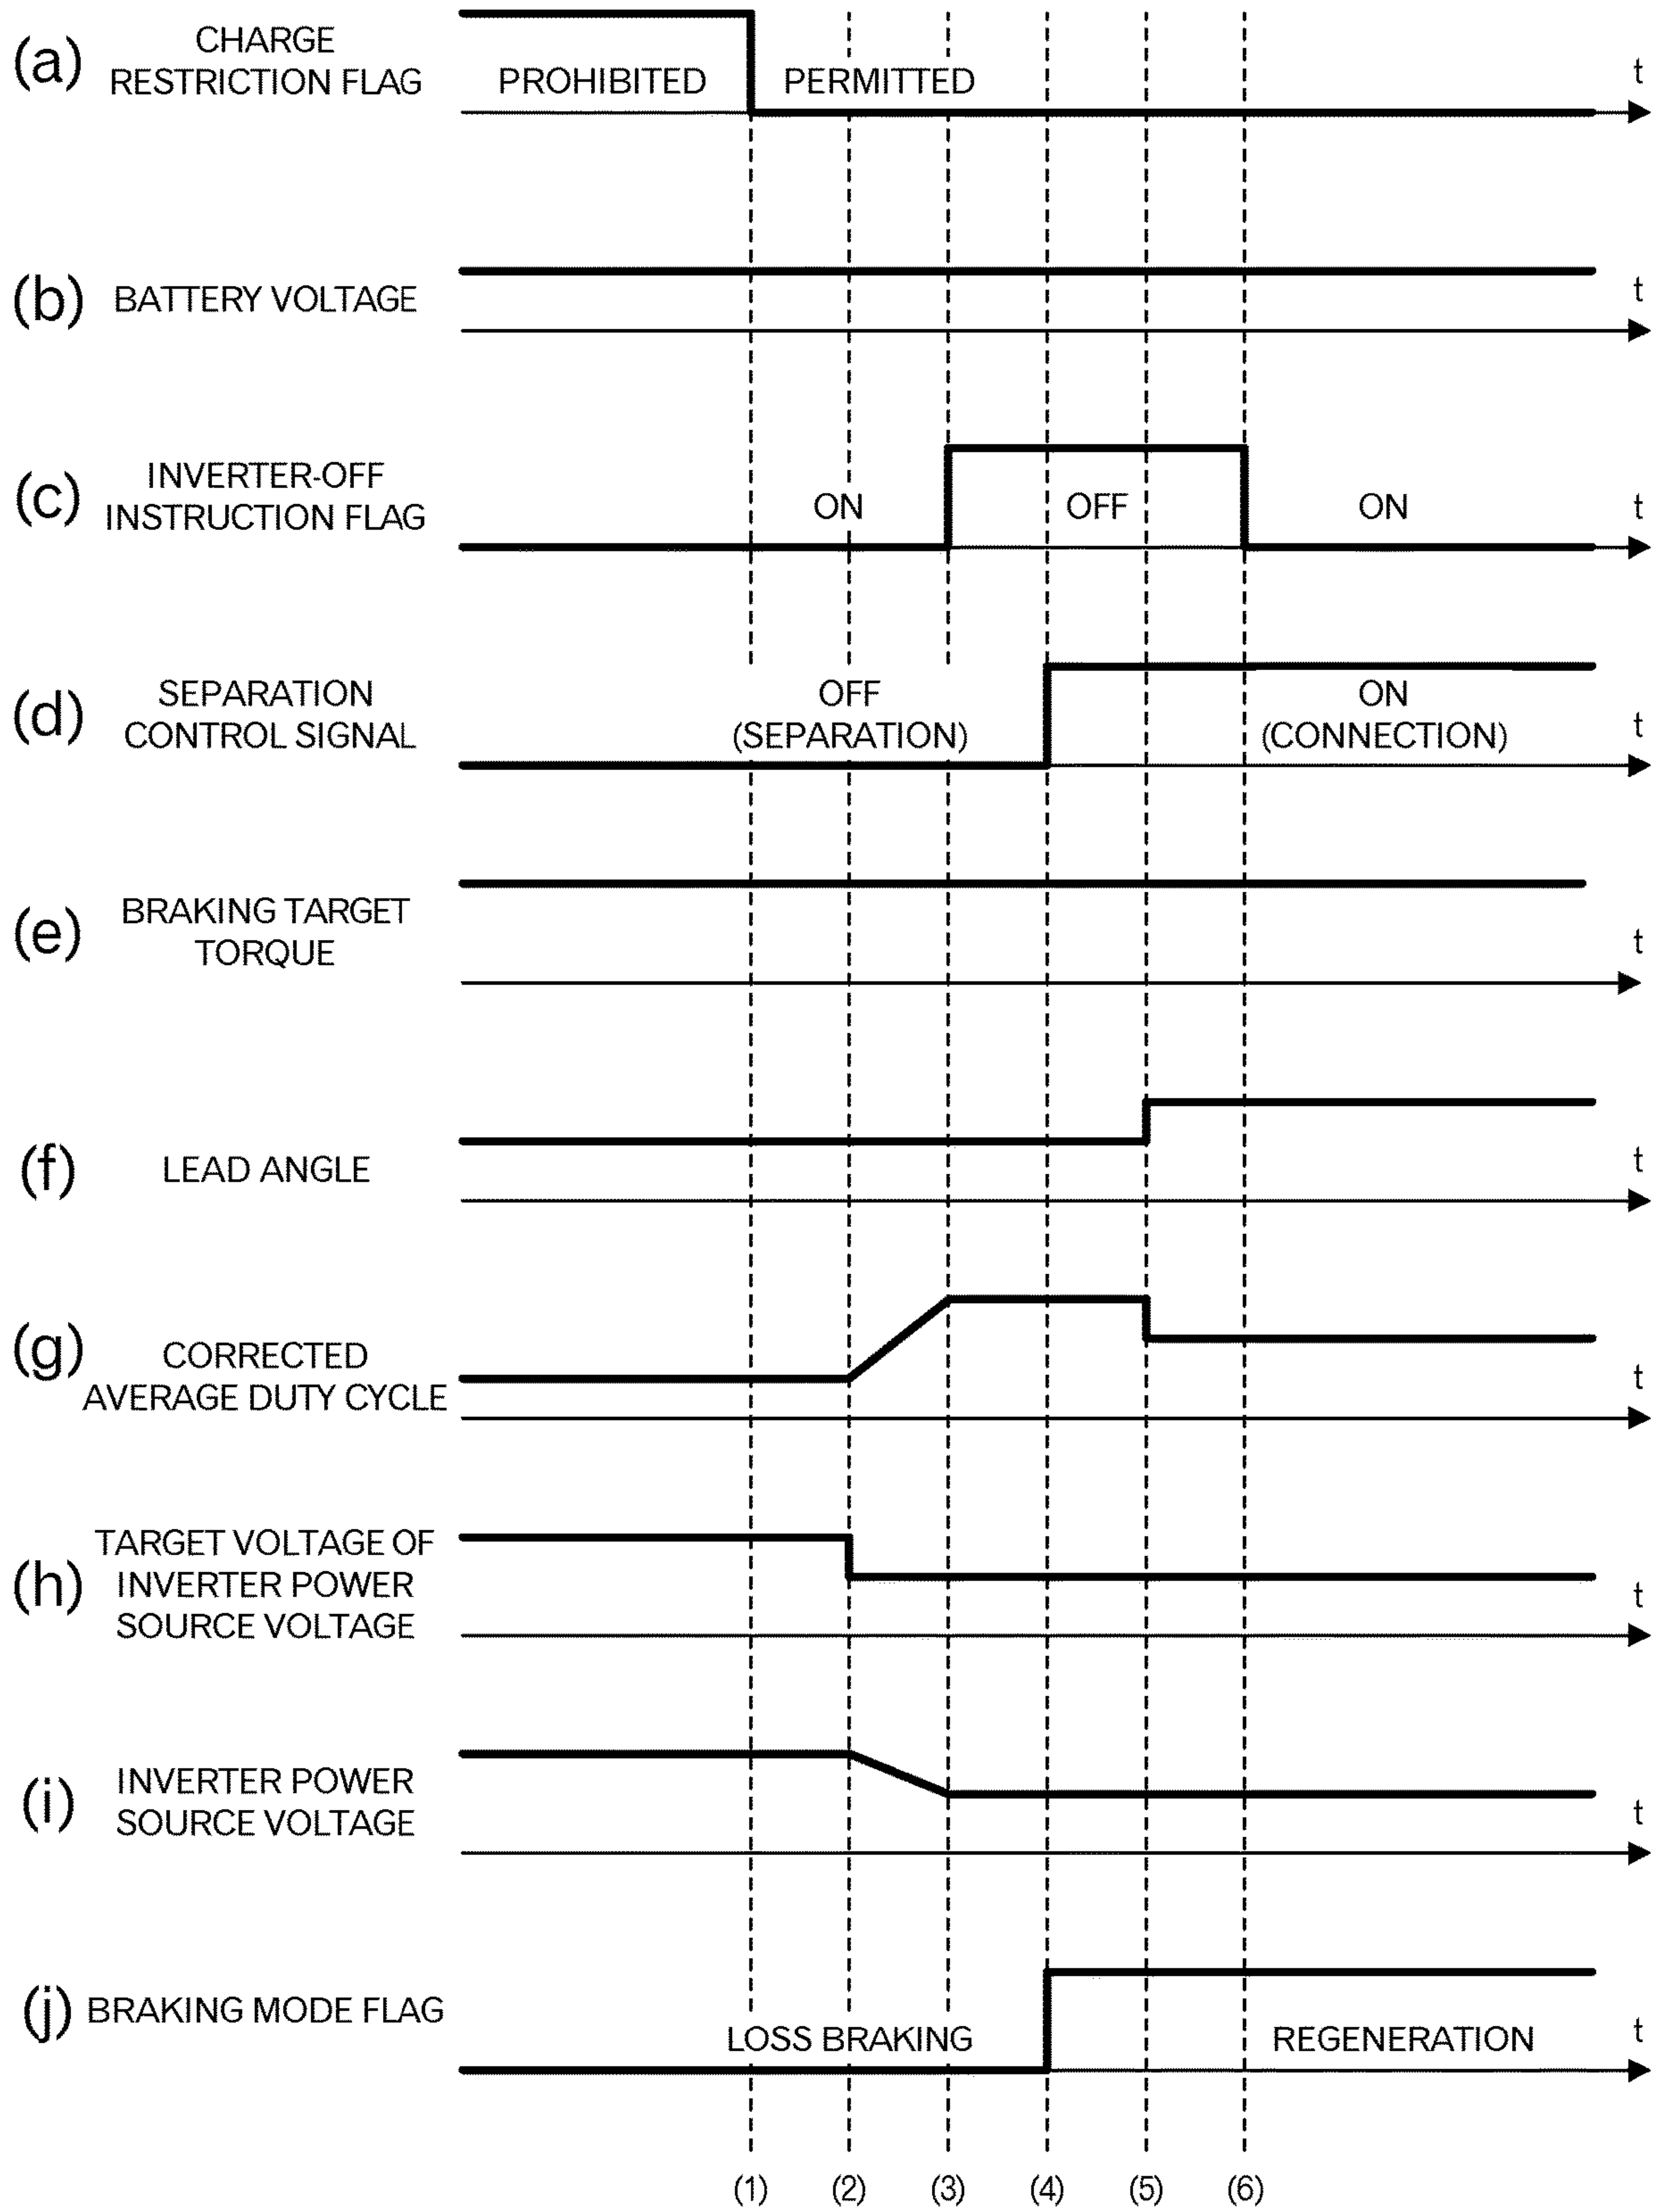 (a)
CHARGE
RESTRICTION FLAG
PROHIBITED
PERMITTED
t
(b)
BATTERY VOLTAGE
t
(c)
INVERTER-OFF
INSTRUCTION FLAG
ON
OFF
ON
t
(d)
SEPARATION
CONTROL SIGNAL
OFF
(SEPARATION)
ON
(CONNECTION)
t
(e)
BRAKING TARGET
TORQUE
t
(f)
LEAD ANGLE
t
(g)
CORRECTED
AVERAGE DUTY CYCLE
t
(h)
TARGET VOLTAGE OF
INVERTER POWER
SOURCE VOLTAGE
t
(i)
INVERTER POWER
SOURCE VOLTAGE
t
(j)
BRAKING MODE FLAG
LOSS BRAKING
REGENERATION
t
(1) (2) (3) (4) (5) (6)